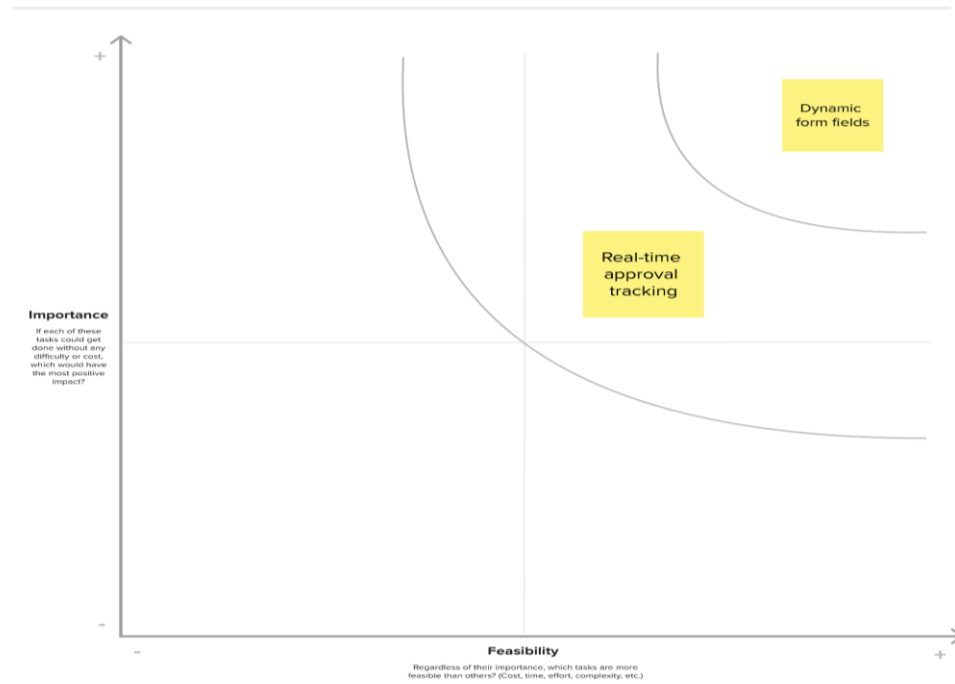 +
Dynamic
form fields
Real-time
approval
tracking
Importance
If each of these
tasks could get
done without any
difficulty or cost,
which would have
the most positive
impact?
-
-
Feasibility
+
Regardless of their importance, which tasks are more
feasible than others? (Cost, time, effort, complexity, etc.)